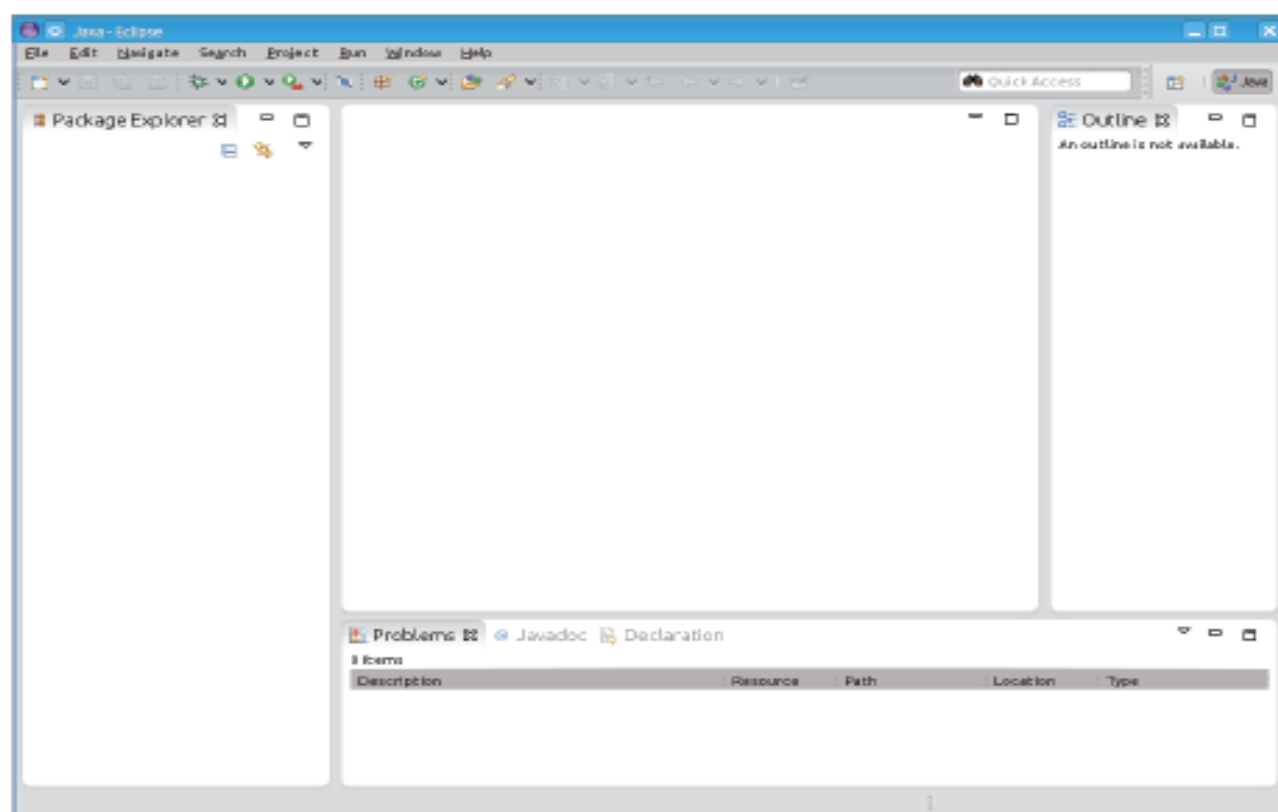 Java - Eclipse
File Edit Navigate Search Project Run Window Help
Quick Access Java
Package Explorer
Outline
An outline is not available.
Problems @ Javadoc Declaration
items
Description Resource Path Location Type